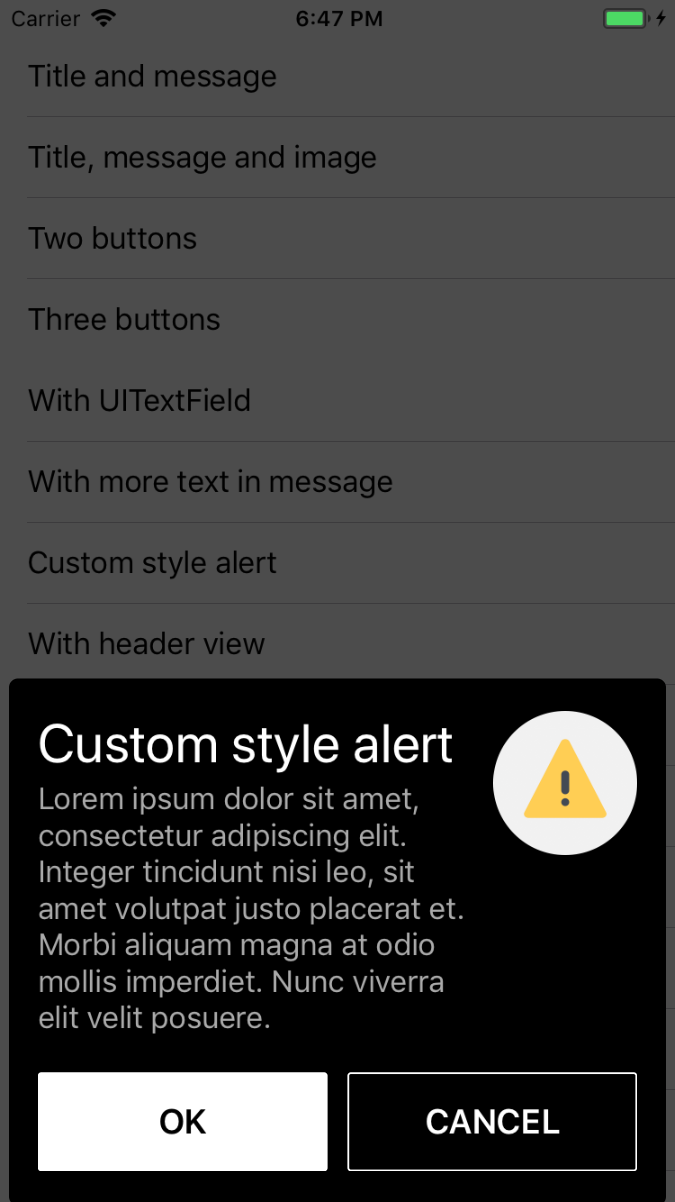 Carrier 6:47 PM
Title and message
Title, message and image
Two buttons
Three buttons
With UITextField
With more text in message
Custom style alert
With header view
Custom style alert
Lorem ipsum dolor sit amet,
consectetur adipiscing elit.
Integer tincidunt nisi leo, sit
amet volutpat justo placerat et.
Morbi aliquam magna at odio
mollis imperdiet. Nunc viverra
elit velit posuere.
OK CANCEL